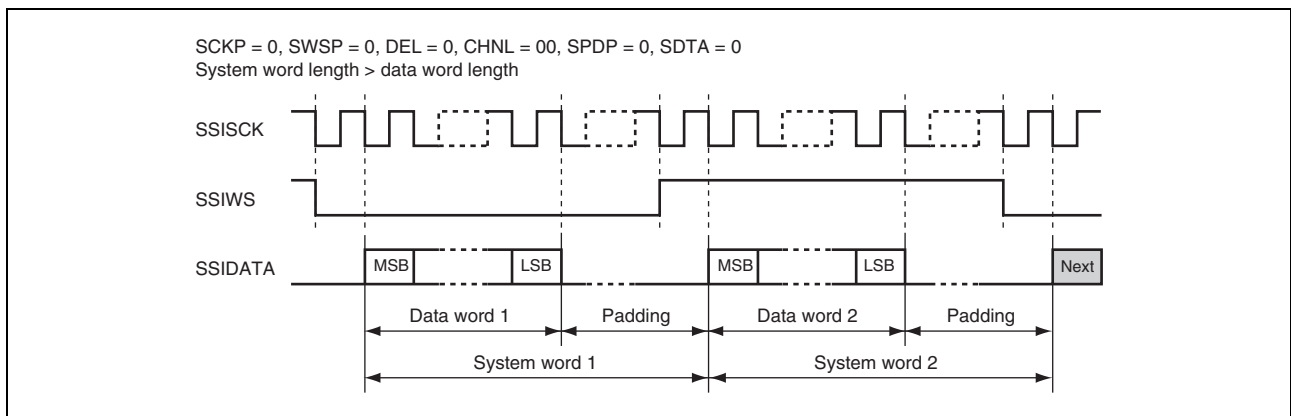 SCKP = 0, SWSP = 0, DEL = 0, CHNL = 00, SPDP = 0, SDTA = 0
System word length > data word length
SSISCK
SSIWS
SSIDATA
MSB LSB MSB LSB Next
Data word 1 Padding Data word 2 Padding
System word 1 System word 2